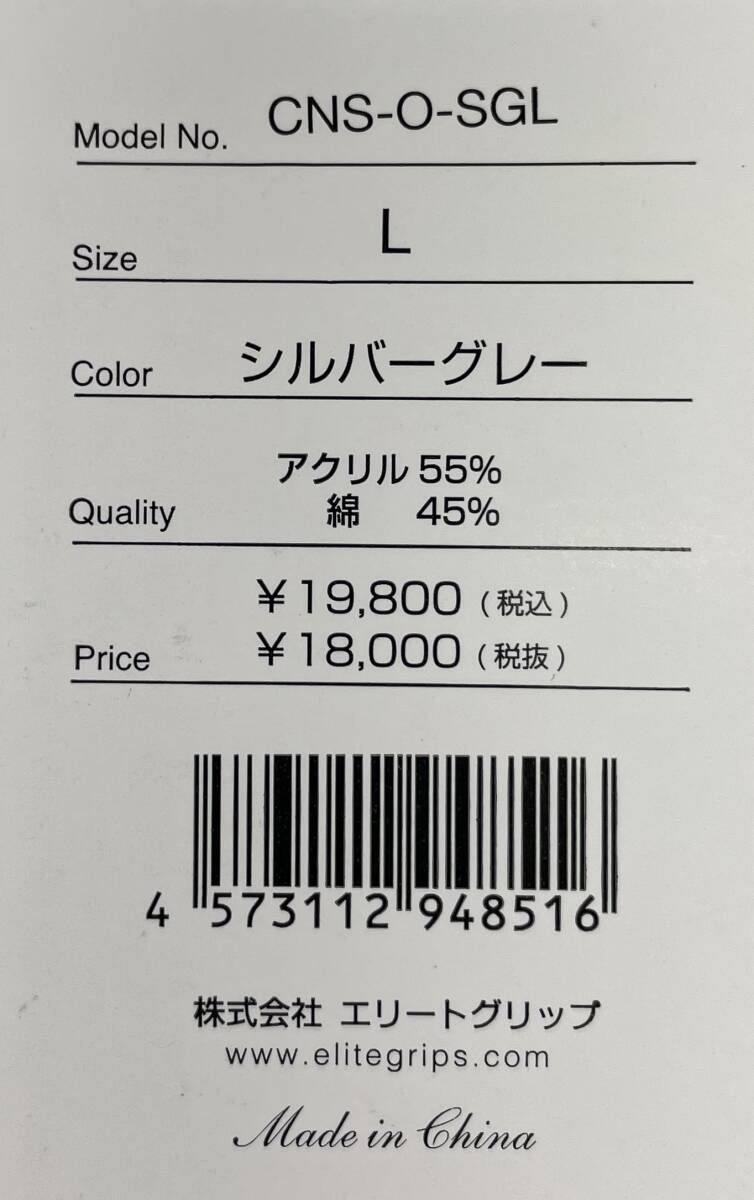 Model No. CNS-O-SGL
Size L
Color シルバーグレー
アクリル 55%
Quality 綿 45%
￥19,800 (税込)
Price ￥18,000 (税抜)
4 573112 948516
株式会社 エリートグリップ
www.elitegrips.com
Made in China